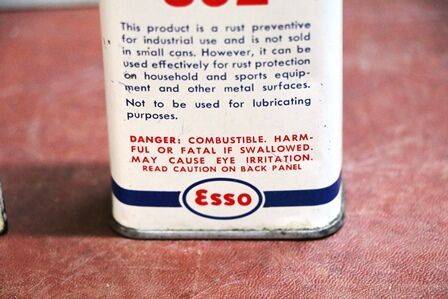 This product is a rust preventive
for industrial use and is not sold
in small cans. However, it can be
used effectively for rust protection
on household and sports equip-
ment and other metal surfaces.
Not to be used for lubricating
purposes.
DANGER: COMBUSTIBLE. HARM-
FUL OR FATAL IF SWALLOWED.
MAY CAUSE EYE IRRITATION.
READ CAUTION ON BACK PANEL
Esso